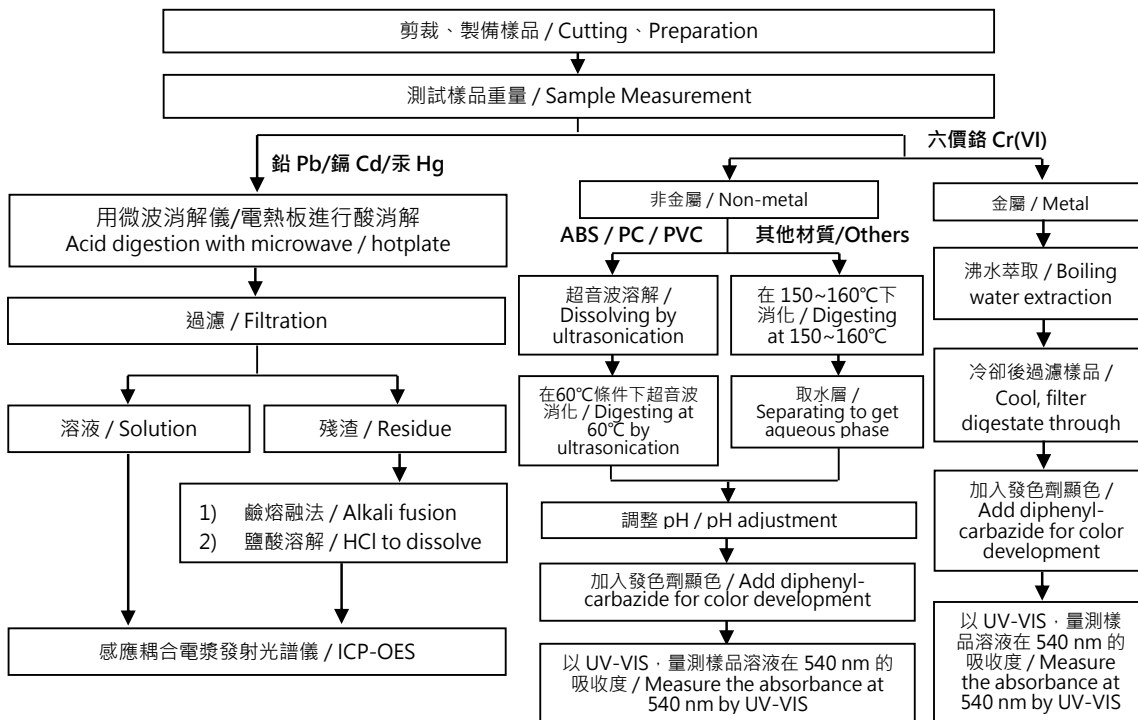 剪裁、製備樣品 / Cutting、Preparation
測試樣品重量 / Sample Measurement
鉛 Pb/鎘 Cd/汞 Hg
六價鉻 Cr(VI)
用微波消解儀/電熱板進行酸消解
Acid digestion with microwave / hotplate
過濾 / Filtration
溶液 / Solution
殘渣 / Residue
1) 鹼熔融法 / Alkali fusion
2) 鹽酸溶解 / HCl to dissolve
感應耦合電漿發射光譜儀 / ICP-OES
非金屬 / Non-metal
ABS / PC / PVC
其他材質/Others
超音波溶解 /
Dissolving by
ultrasonication
在60℃條件下超音波
消化 / Digesting at
60℃ by
ultrasonication
在 150~160℃下
消化 / Digesting
at 150~160℃
取水層 /
Separating to get
aqueous phase
調整 pH / pH adjustment
加入發色劑顯色 / Add diphenyl-
carbazide for color development
以 UV-VIS，量測樣品溶液在 540 nm 的
吸收度 / Measure the absorbance at
540 nm by UV-VIS
金屬 / Metal
沸水萃取 / Boiling
water extraction
冷卻後過濾樣品 /
Cool, filter
digestate through
加入發色劑顯色 /
Add diphenyl-
carbazide for color
development
以 UV-VIS，量測樣
品溶液在 540 nm 的
吸收度 / Measure
the absorbance at
540 nm by UV-VIS